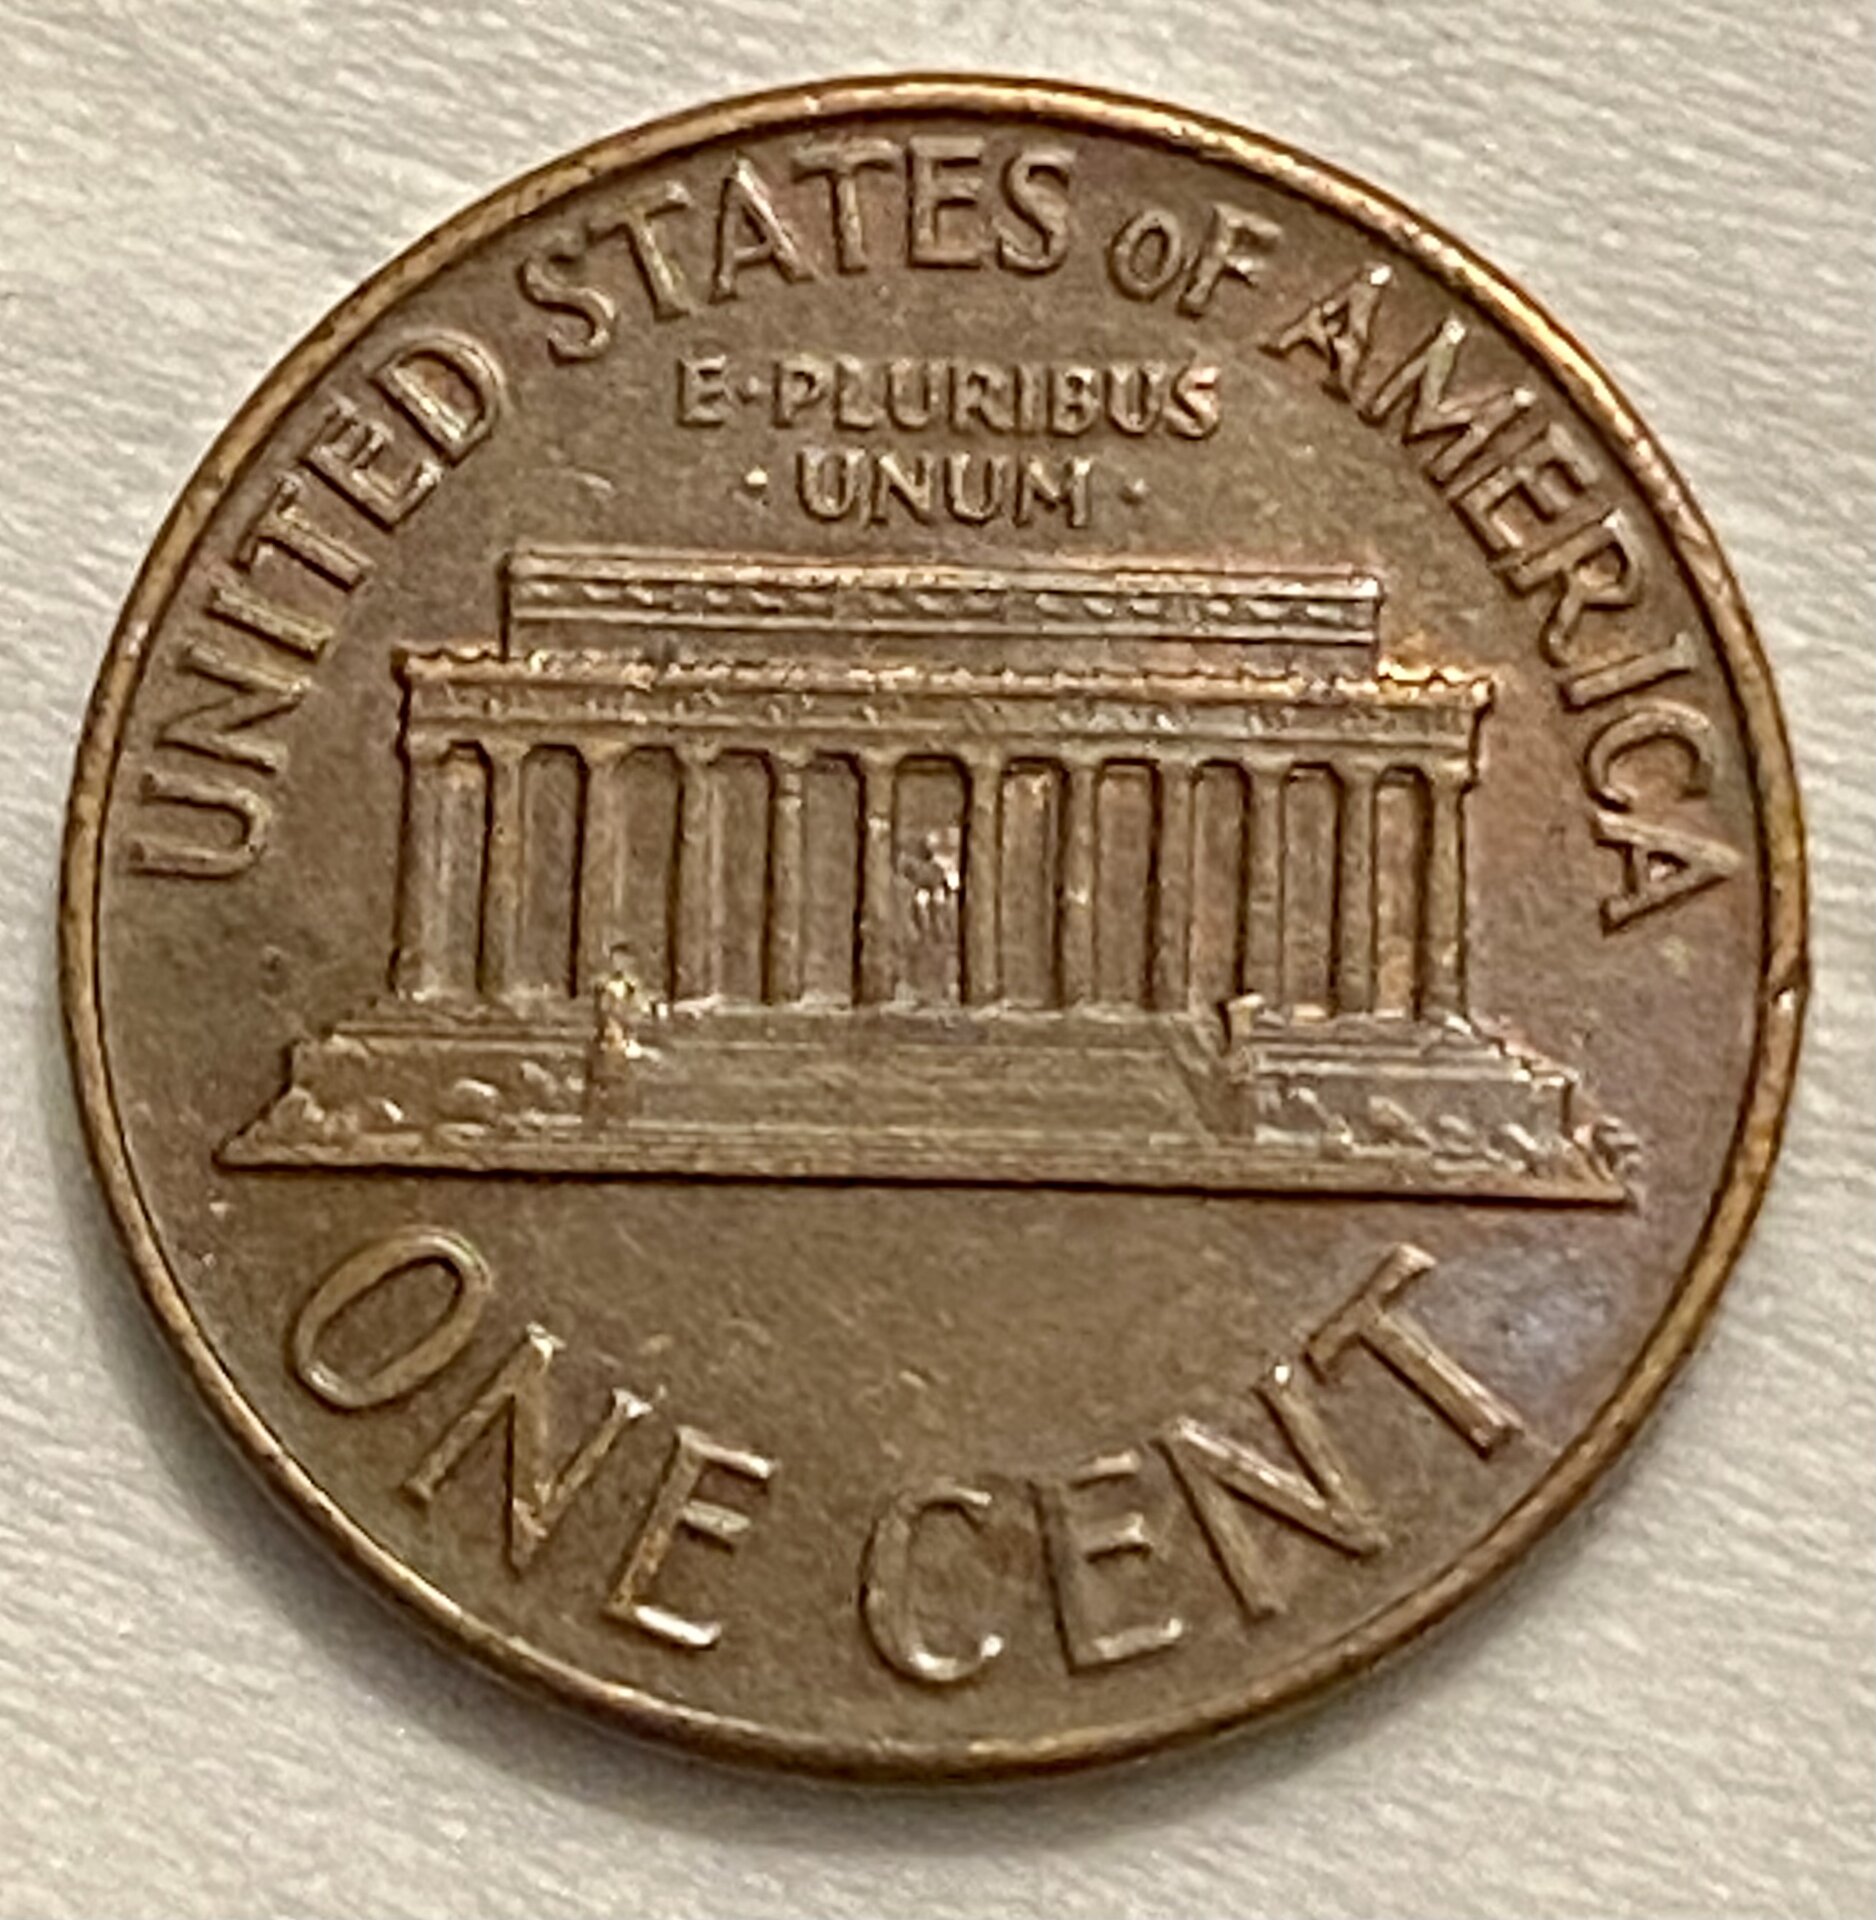 UNITED STATES OF AMERICA
E·PLURIBUS
·UNUM·
ONE CENT